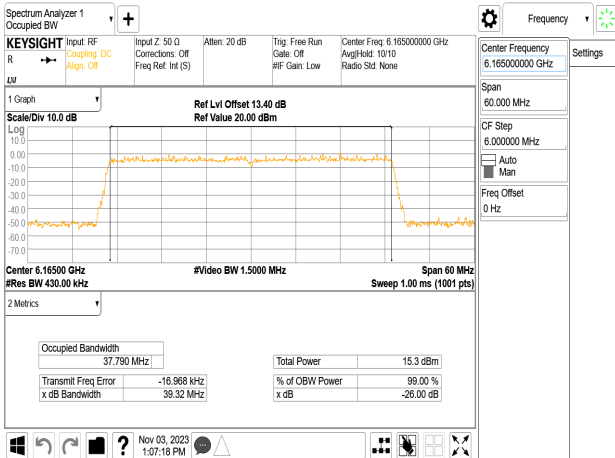 Spectrum Analyzer 1
Occupied BW
Frequency
KEYSIGHT
R
Input: RF
Coupling: DC
Align: Off
Input Z: 50 Ω
Corrections: Off
Freq Ref: Int (S)
Atten: 20 dB
Trig: Free Run
Gate: Off
#IF Gain: Low
Center Freq: 6.165000000 GHz
Avg|Hold: 10/10
Radio Std: None
Center Frequency
6.165000000 GHz
Settings
Span
60.000 MHz
CF Step
6.000000 MHz
Auto
Man
Freq Offset
0 Hz
1 Graph
Scale/Div 10.0 dB
Ref Lvl Offset 13.40 dB
Ref Value 20.00 dBm
Log
10.0
0.00
-10.0
-20.0
-30.0
-40.0
-50.0
-60.0
-70.0
Center 6.16500 GHz
#Video BW 1.5000 MHz
Span 60 MHz
#Res BW 430.00 kHz
Sweep 1.00 ms (1001 pts)
2 Metrics
Occupied Bandwidth
37.790 MHz
Total Power 15.3 dBm
Transmit Freq Error -16.968 kHz
% of OBW Power 99.00 %
x dB Bandwidth 39.32 MHz
x dB -26.00 dB
?
Nov 03, 2023
1:07:18 PM